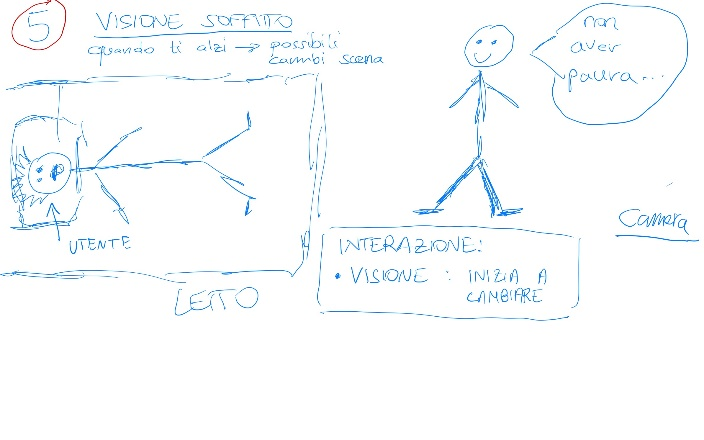 5 VISIONE SOFFITTO
quando ti alzi → possibili
cambi scena
non
aver
paura...
UTENTE
LETTO
INTERAZIONE:
• VISIONE : INIZIA A
CAMBIARE
Camera